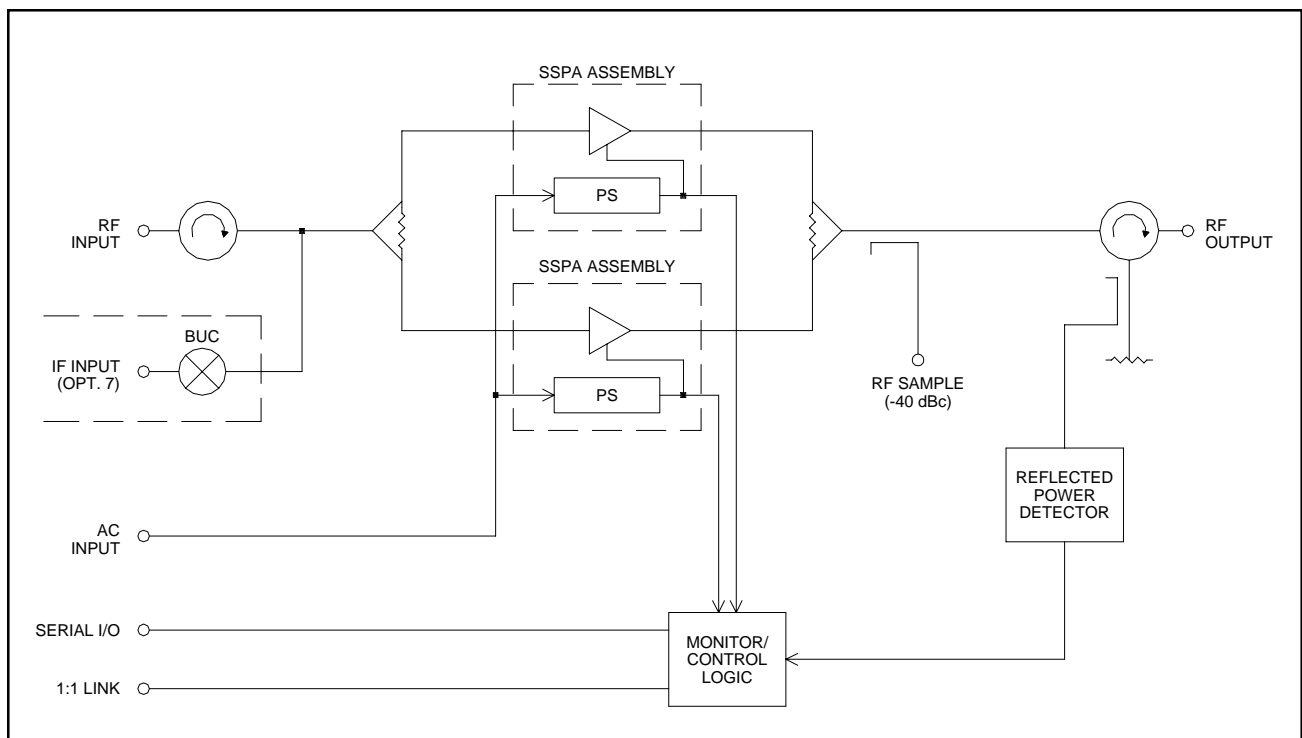 SSPA ASSEMBLY
PS
RF
INPUT
RF
OUTPUT
SSPA ASSEMBLY
BUC
IF INPUT
(OPT. 7)
PS
RF SAMPLE
(-40 dBc)
REFLECTED
POWER
DETECTOR
AC
INPUT
SERIAL I/O
MONITOR/
CONTROL
LOGIC
1:1 LINK